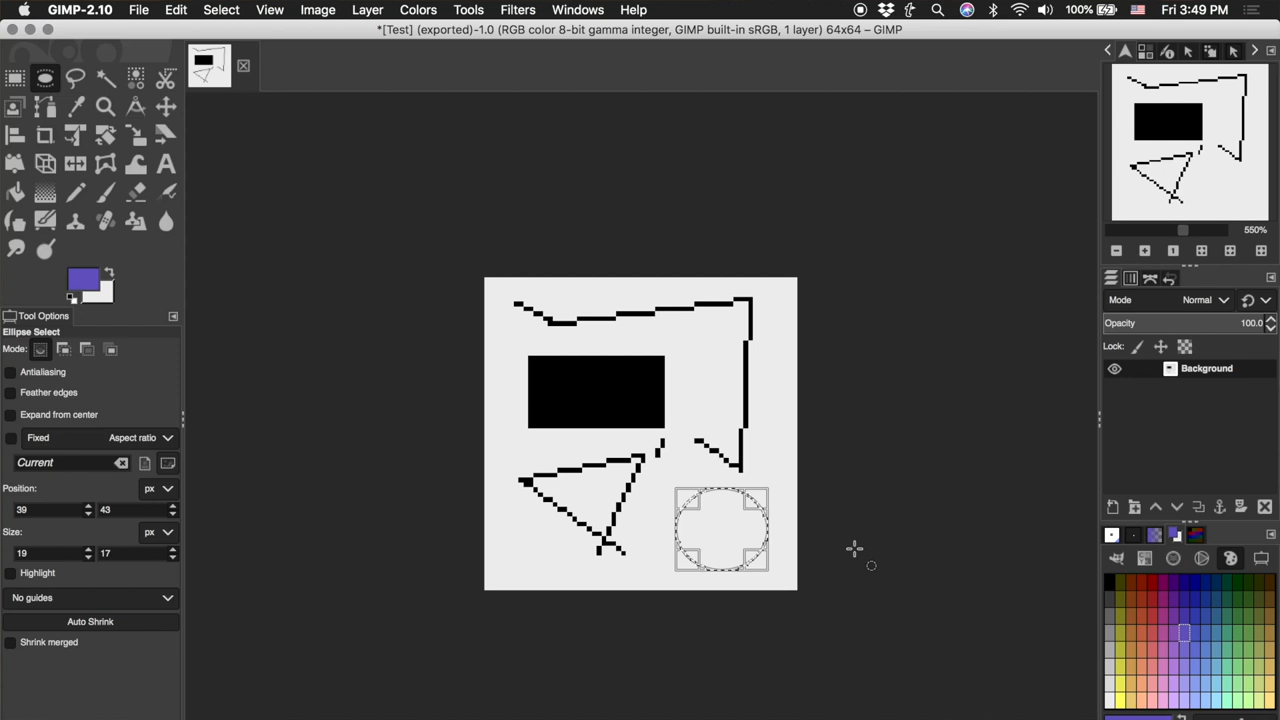 GIMP-2.10 File Edit Select View Image Layer Colors Tools Filters Windows Help 100% Fri 3:49 PM
*[Test] (exported)-1.0 (RGB color 8-bit gamma integer, GIMP built-in sRGB, 1 layer) 64x64 – GIMP
550%
Mode Normal
Opacity 100.0
Lock:
Background
Tool Options
Ellipse Select
Mode:
Antialiasing
Feather edges
Expand from center
Fixed Aspect ratio
Current
Position: px
39 43
Size: px
19 17
Highlight
No guides
Auto Shrink
Shrink merged